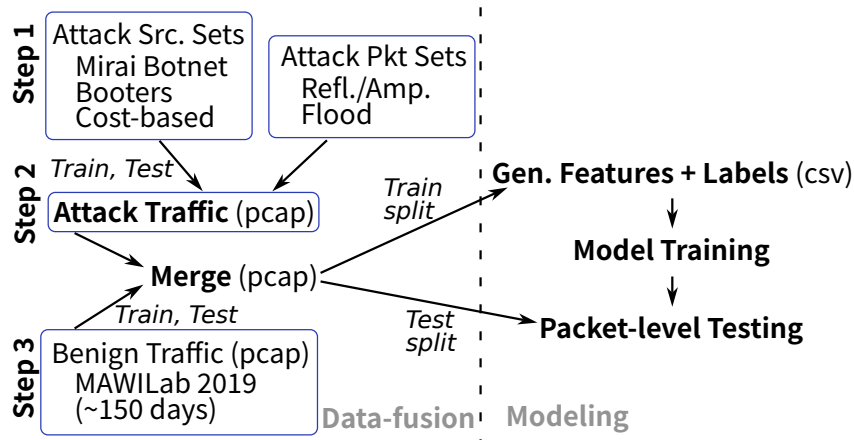 Step 1
Attack Src. Sets
Mirai Botnet
Booters
Cost-based
Attack Pkt Sets
Refl./Amp.
Flood
Step 2
Train, Test
Attack Traffic (pcap)
Merge (pcap)
Train
split
Gen. Features + Labels (csv)
Model Training
Test
split
Packet-level Testing
Step 3
Train, Test
Benign Traffic (pcap)
MAWILab 2019
(~150 days)
Data-fusion
Modeling